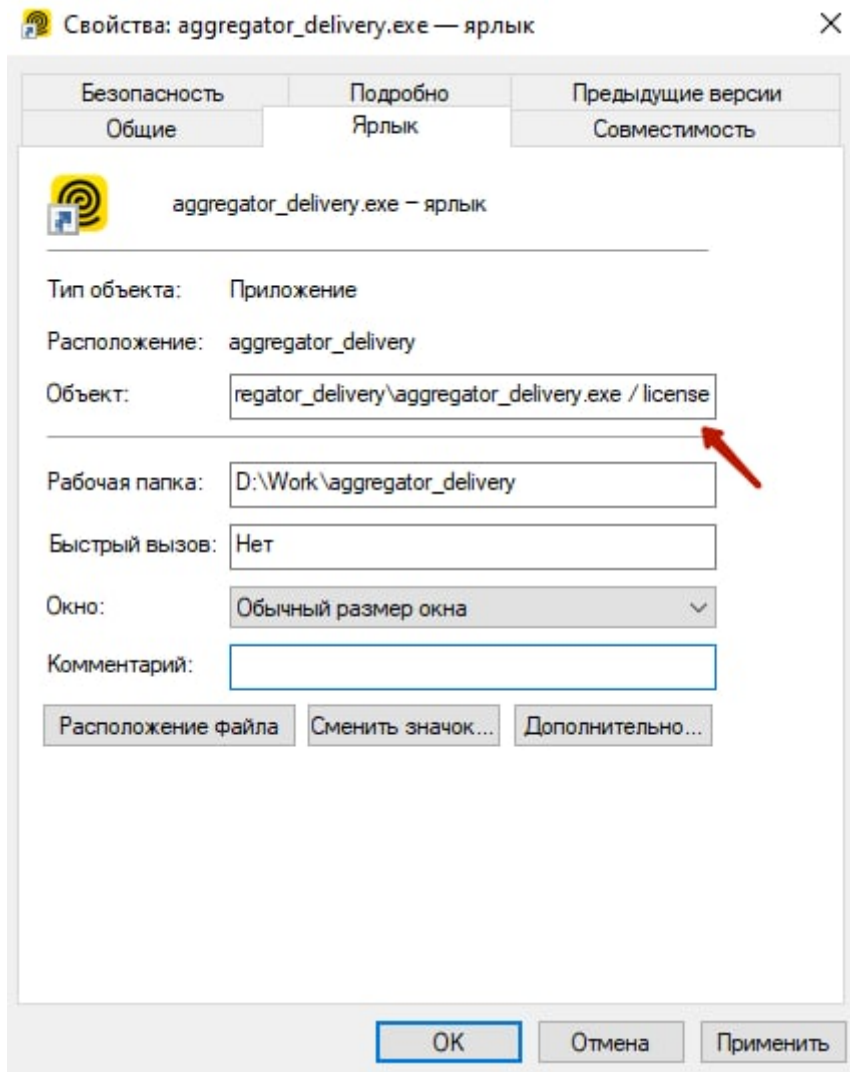 Свойства: aggregator_delivery.exe — ярлык
Безопасность Подробно Предыдущие версии
Общие Ярлык Совместимость
aggregator_delivery.exe – ярлык
Тип объекта: Приложение
Расположение: aggregator_delivery
Объект: regator_delivery\aggregator_delivery.exe / license
Рабочая папка: D:\Work\aggregator_delivery
Быстрый вызов: Нет
Окно: Обычный размер окна
Комментарий:
Расположение файла Сменить значок... Дополнительно...
OK Отмена Применить